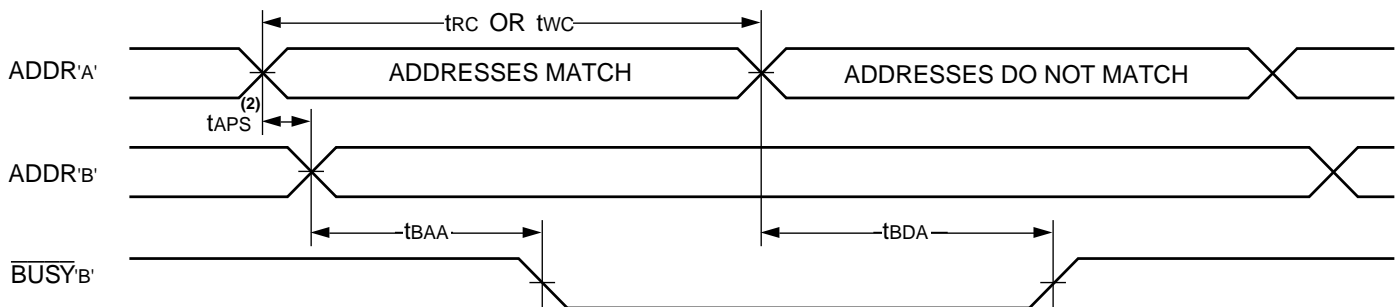 tRC OR tWC
ADDR'A'
ADDRESSES MATCH
ADDRESSES DO NOT MATCH
(2)
tAPS
ADDR'B'
tBAA
tBDA
BUSY'B'